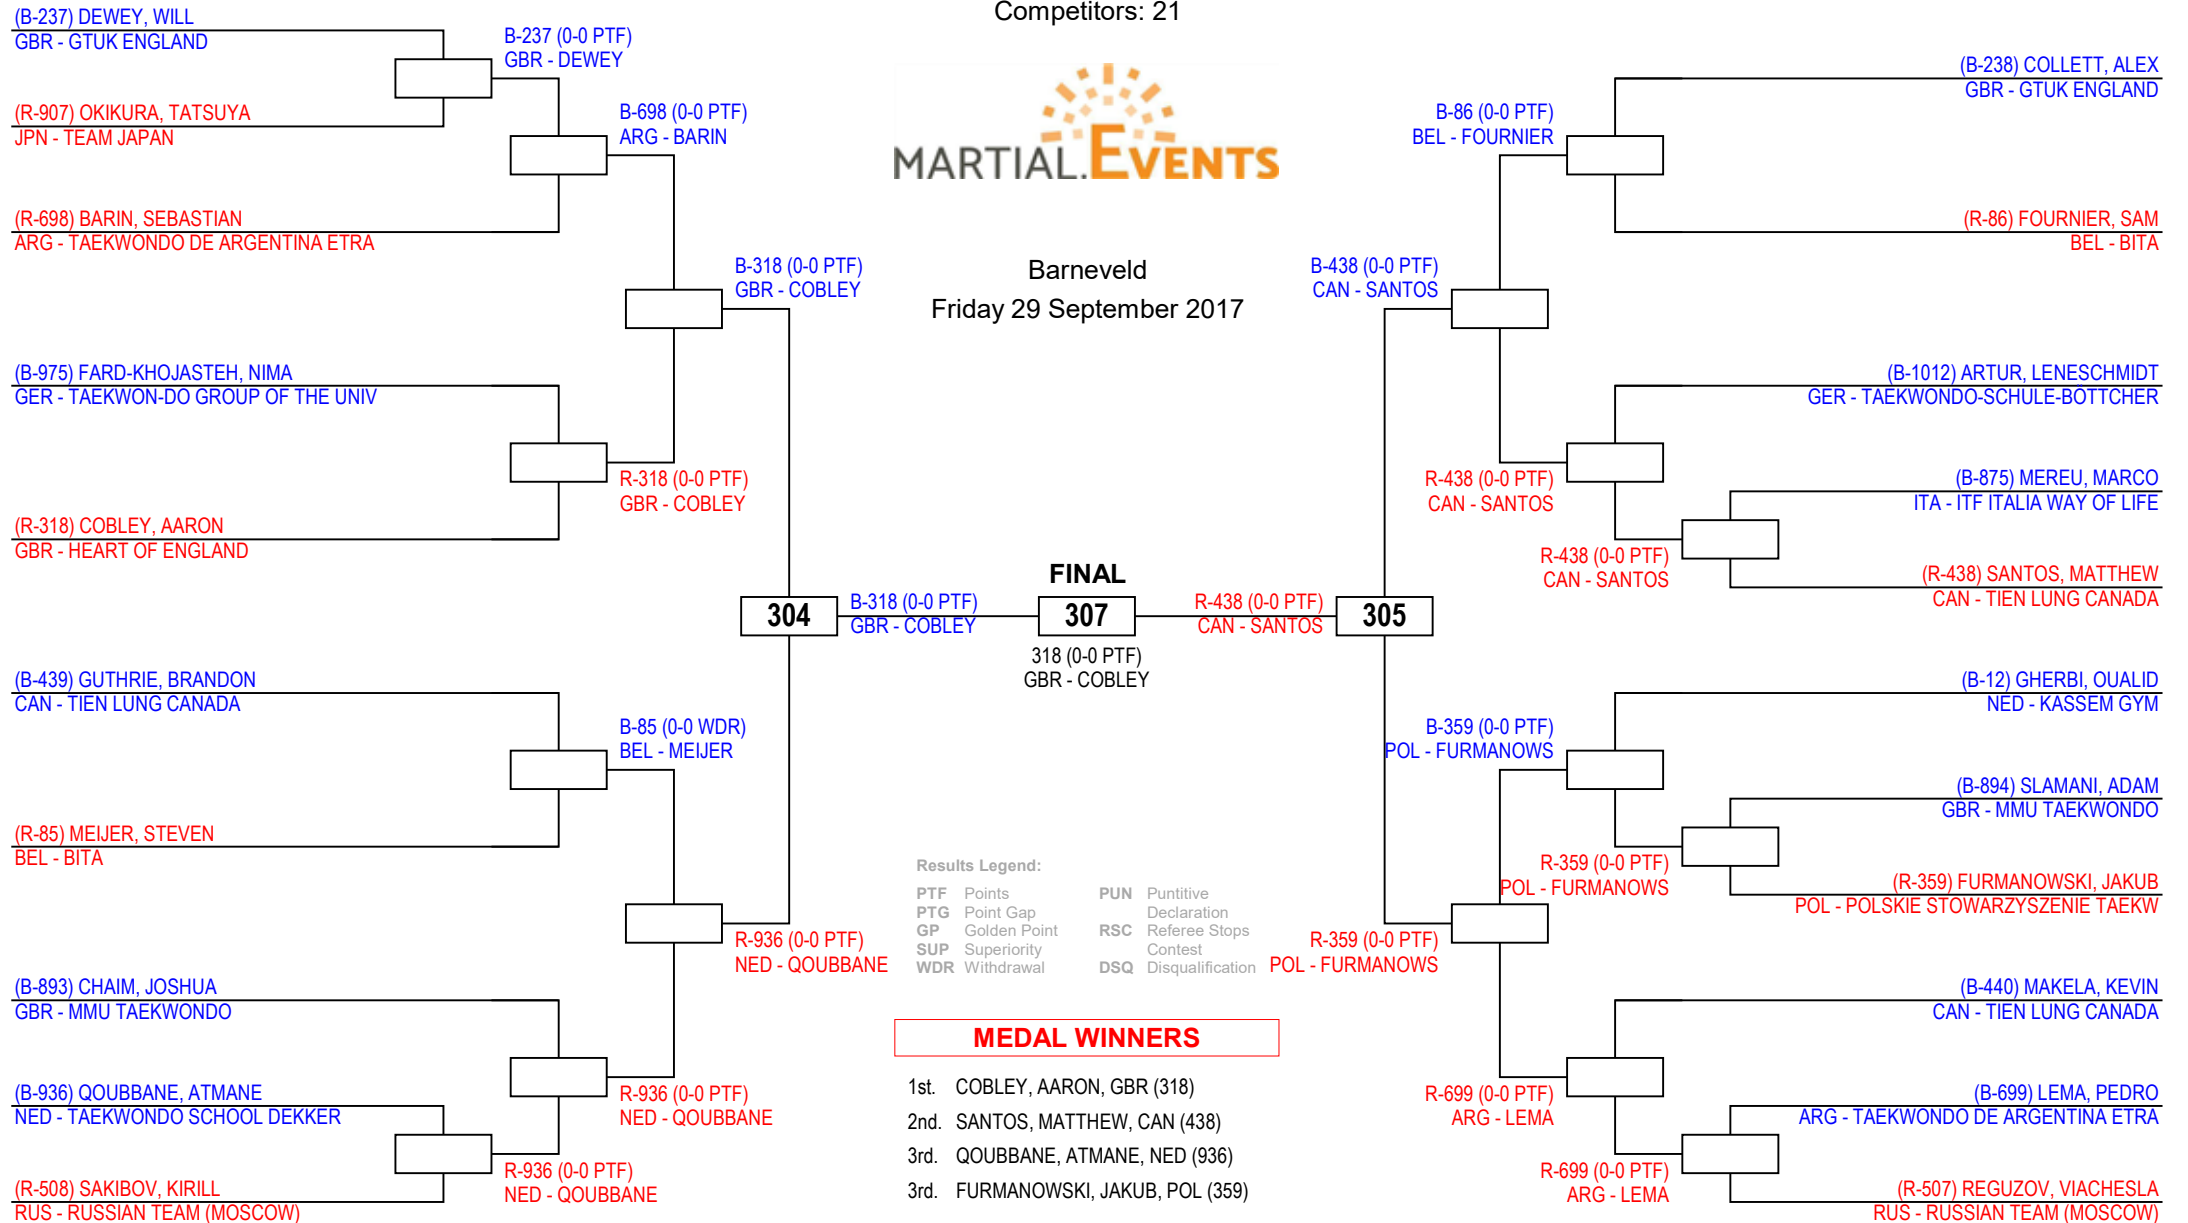 (B-237) DEWEY, WILL
GBR - GTUK ENGLAND
(R-907) OKIKURA, TATSUYA
JPN - TEAM JAPAN
(R-698) BARIN, SEBASTIAN
ARG - TAEKWONDO DE ARGENTINA ETRA
(B-975) FARD-KHOJASTEH, NIMA
GER - TAEKWON-DO GROUP OF THE UNIV
(R-318) COBLEY, AARON
GBR - HEART OF ENGLAND
(B-439) GUTHRIE, BRANDON
CAN - TIEN LUNG CANADA
(R-85) MEIJER, STEVEN
BEL - BITA
(B-893) CHAIM, JOSHUA
GBR - MMU TAEKWONDO
(B-936) QOUBBANE, ATMANE
NED - TAEKWONDO SCHOOL DEKKER
(R-508) SAKIBOV, KIRILL
RUS - RUSSIAN TEAM (MOSCOW)
B-237 (0-0 PTF)
GBR - DEWEY
R-936 (0-0 PTF)
NED - QOUBBANE
B-698 (0-0 PTF)
ARG - BARIN
R-318 (0-0 PTF)
GBR - COBLEY
B-85 (0-0 WDR)
BEL - MEIJER
R-936 (0-0 PTF)
NED - QOUBBANE
B-318 (0-0 PTF)
GBR - COBLEY
R-936 (0-0 PTF)
NED - QOUBBANE
304
B-318 (0-0 PTF)
GBR - COBLEY
Competitors: 21
MARTIAL.EVENTS
Barneveld
Friday 29 September 2017
FINAL
307
318 (0-0 PTF)
GBR - COBLEY
R-438 (0-0 PTF)
CAN - SANTOS
305
Results Legend:
PTF Points
PTG Point Gap
GP Golden Point
SUP Superiority
WDR Withdrawal
PUN Puntitive
Declaration
RSC Referee Stops
Contest
DSQ Disqualification
MEDAL WINNERS
1st. COBLEY, AARON, GBR (318)
2nd. SANTOS, MATTHEW, CAN (438)
3rd. QOUBBANE, ATMANE, NED (936)
3rd. FURMANOWSKI, JAKUB, POL (359)
B-438 (0-0 PTF)
CAN - SANTOS
R-359 (0-0 PTF)
POL - FURMANOWS
B-86 (0-0 PTF)
BEL - FOURNIER
R-438 (0-0 PTF)
CAN - SANTOS
B-359 (0-0 PTF)
POL - FURMANOWS
R-699 (0-0 PTF)
ARG - LEMA
R-438 (0-0 PTF)
CAN - SANTOS
R-359 (0-0 PTF)
POL - FURMANOWS
R-699 (0-0 PTF)
ARG - LEMA
(B-238) COLLETT, ALEX
GBR - GTUK ENGLAND
(R-86) FOURNIER, SAM
BEL - BITA
(B-1012) ARTUR, LENESCHMIDT
GER - TAEKWONDO-SCHULE-BÖTTCHER
(B-875) MEREU, MARCO
ITA - ITF ITALIA WAY OF LIFE
(R-438) SANTOS, MATTHEW
CAN - TIEN LUNG CANADA
(B-12) GHERBI, OUALID
NED - KASSEM GYM
(B-894) SLAMANI, ADAM
GBR - MMU TAEKWONDO
(R-359) FURMANOWSKI, JAKUB
POL - POLSKIE STOWARZYSZENIE TAEKW
(B-440) MAKELA, KEVIN
CAN - TIEN LUNG CANADA
(B-699) LEMA, PEDRO
ARG - TAEKWONDO DE ARGENTINA ETRA
(R-507) REGUZOV, VIACHESLA
RUS - RUSSIAN TEAM (MOSCOW)